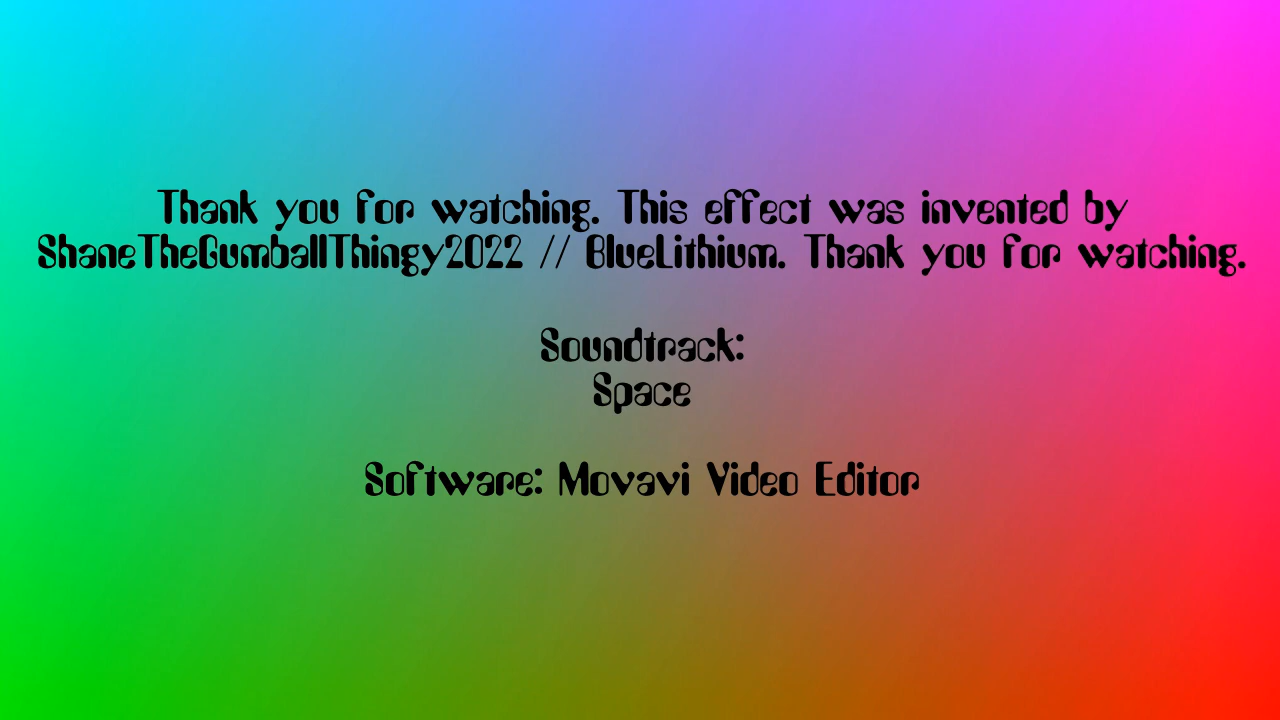 Thank you for watching. This effect was invented by
ShaneTheGumballThingy2022 // BlueLithium. Thank you for watching.
Soundtrack:
Space
Software: Movavi Video Editor